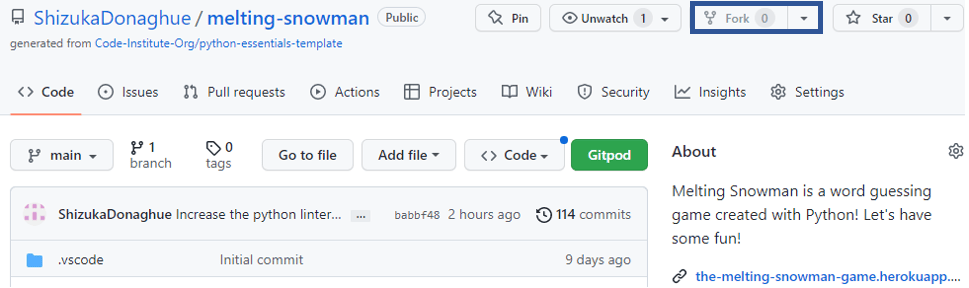 ShizukaDonaghue / melting-snowman Public Pin Unwatch 1 Fork 0 Star 0
generated from Code-Institute-Org/python-essentials-template
Code Issues Pull requests Actions Projects Wiki Security Insights Settings
main 1 branch 0 tags Go to file Add file Code Gitpod
About
ShizukaDonaghue Increase the python linter... ... babbf48 2 hours ago 114 commits
Melting Snowman is a word guessing
game created with Python! Let's have
some fun!
.vscode Initial commit 9 days ago
the-melting-snowman-game.herokuapp....